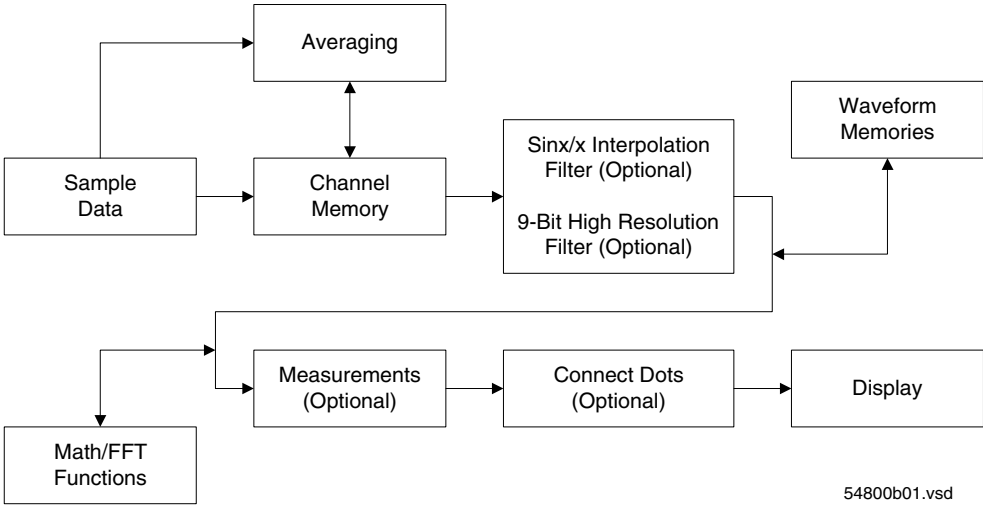 Averaging
Waveform
Memories
Sinx/x Interpolation
Filter (Optional)
9-Bit High Resolution
Filter (Optional)
Sample
Data
Channel
Memory
Measurements
(Optional)
Connect Dots
(Optional)
Display
Math/FFT
Functions
54800b01.vsd